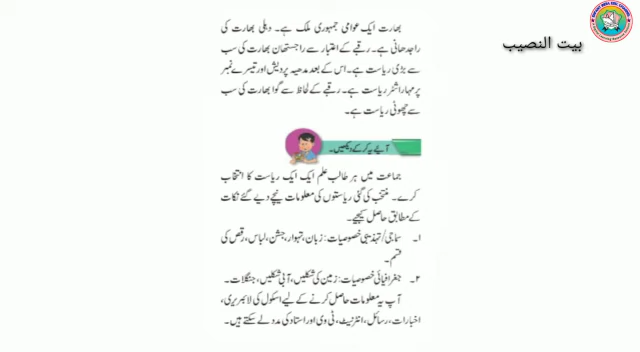 بیت النصیب
بھارت ایک عوامی جمہوری ملک ہے۔ دہلی بھارت کی
راجدھانی ہے۔ رقبے کے اعتبار سے راجستھان بھارت کی سب
سے بڑی ریاست ہے۔ اس کے بعد مدھیہ پردیش اور تیسرے نمبر
پر مہاراشٹر ریاست ہے۔ رقبے کے لحاظ سے گوا بھارت کی سب
سے چھوٹی ریاست ہے۔
آیے یہ کر کے دیکھیں۔
جماعت میں ہر طالب علم ایک ایک ریاست کا انتخاب
کرے۔ منتخب کی گئی ریاستوں کی معلومات نیچے دیے گئے نکات
کے مطابق حاصل کیجیے۔
۱۔ سماجی/تہذیبی خصوصیات: زبان، تہوار، جشن، لباس، رقص کی
قسم۔
۲۔ جغرافیائی خصوصیات: زمین کی شکلیں، آبی شکلیں، جنگلات۔
آپ یہ معلومات حاصل کرنے کے لیے اسکول کی لائبریری،
اخبارات، رسائل، انٹرنیٹ، ٹی وی اور استاد کی مدد لے سکتے ہیں۔